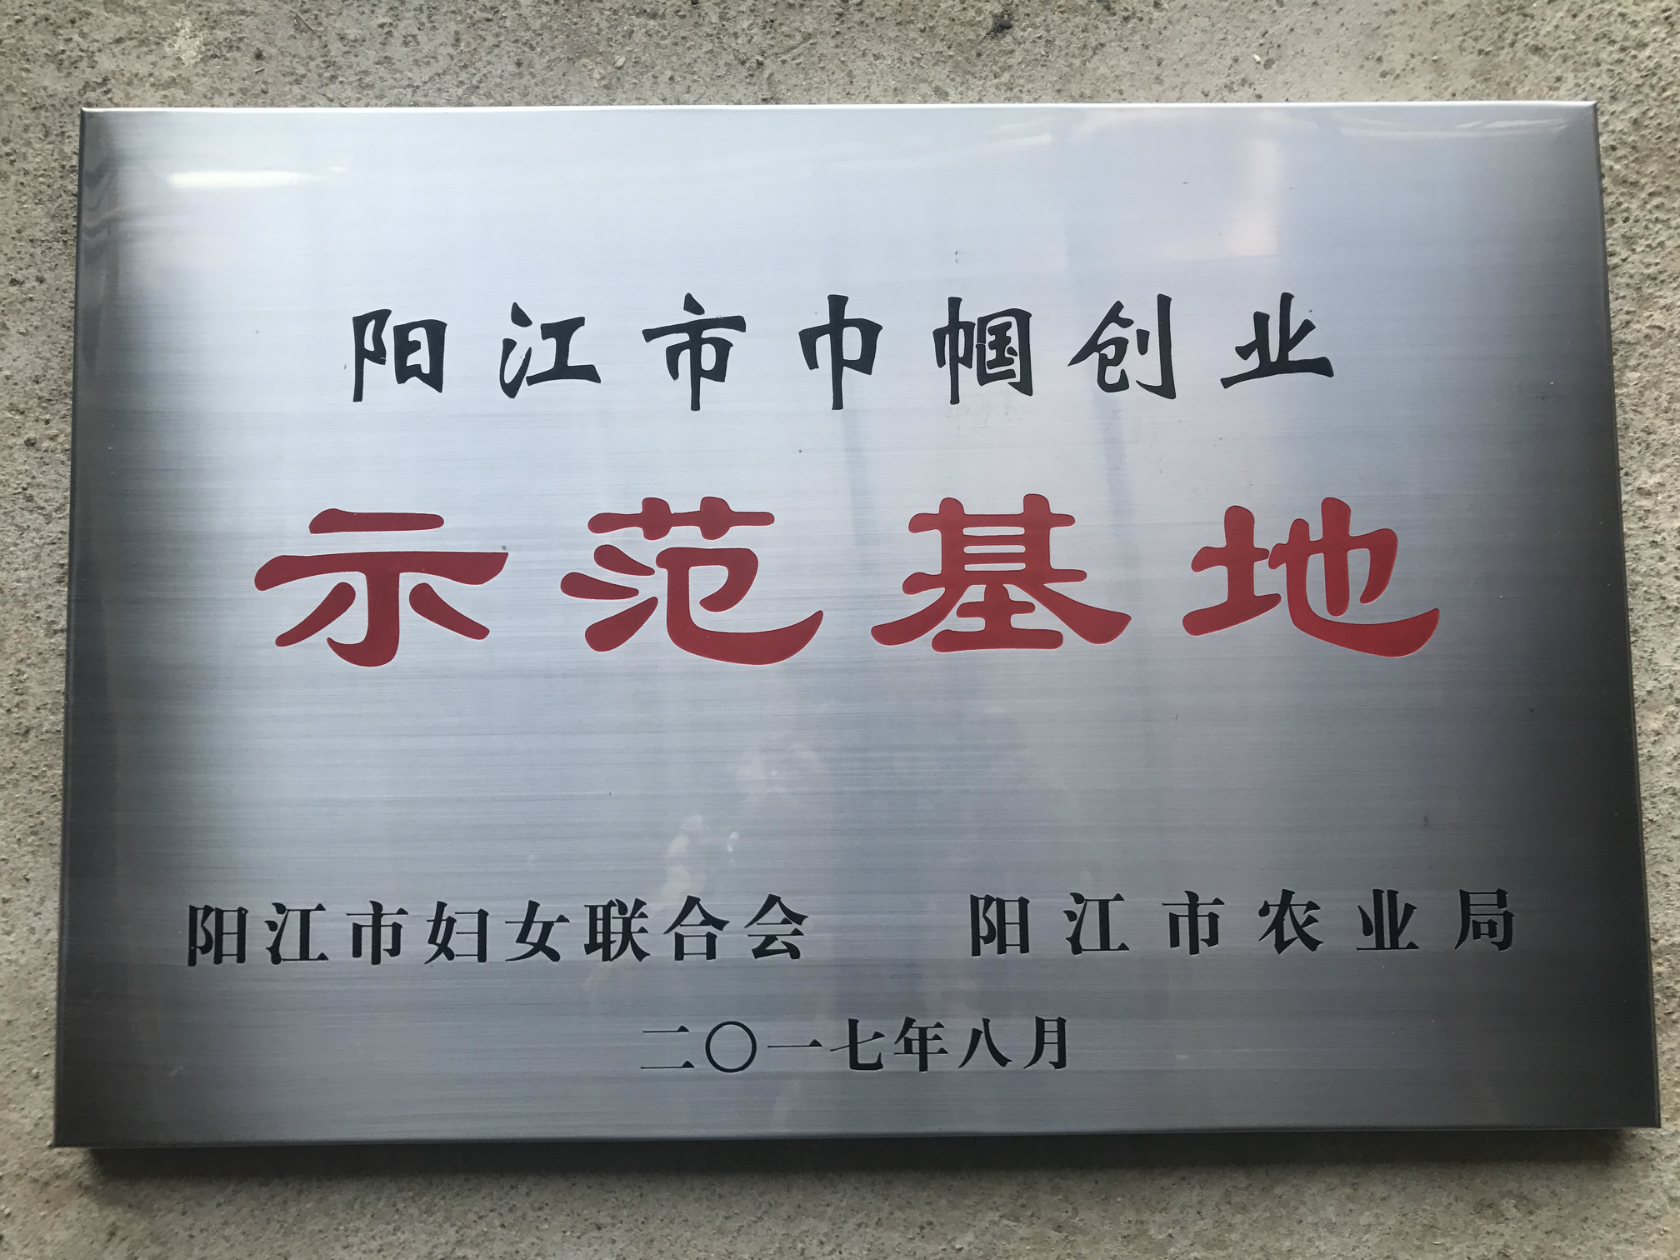 阳江市巾帼创业
示范基地
阳江市妇女联合会 阳江市农业局
二〇一七年八月